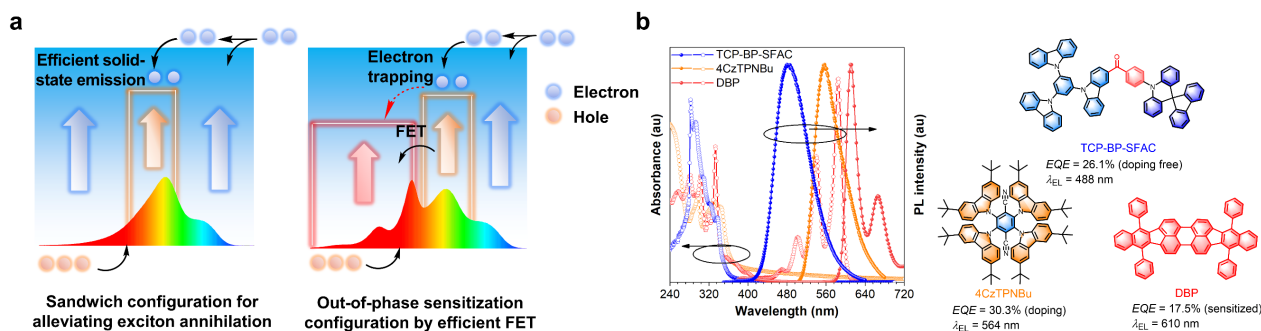 a
Efficient solid-
state emission
Electron
trapping
FET
Electron
Hole
Sandwich configuration for
alleviating exciton annihilation
Out-of-phase sensitization
configuration by efficient FET
b
Absorbance (au)
TCP-BP-SFAC
4CzTPNBu
DBP
PL intensity (au)
240 320 400 480 560 640 720
Wavelength (nm)
O
N
N
N
N
TCP-BP-SFAC
EQE = 26.1% (doping free)
λEL = 488 nm
NC
N
N
N
N
CN
4CzTPNBu
EQE = 30.3% (doping)
λEL = 564 nm
DBP
EQE = 17.5% (sensitized)
λEL = 610 nm